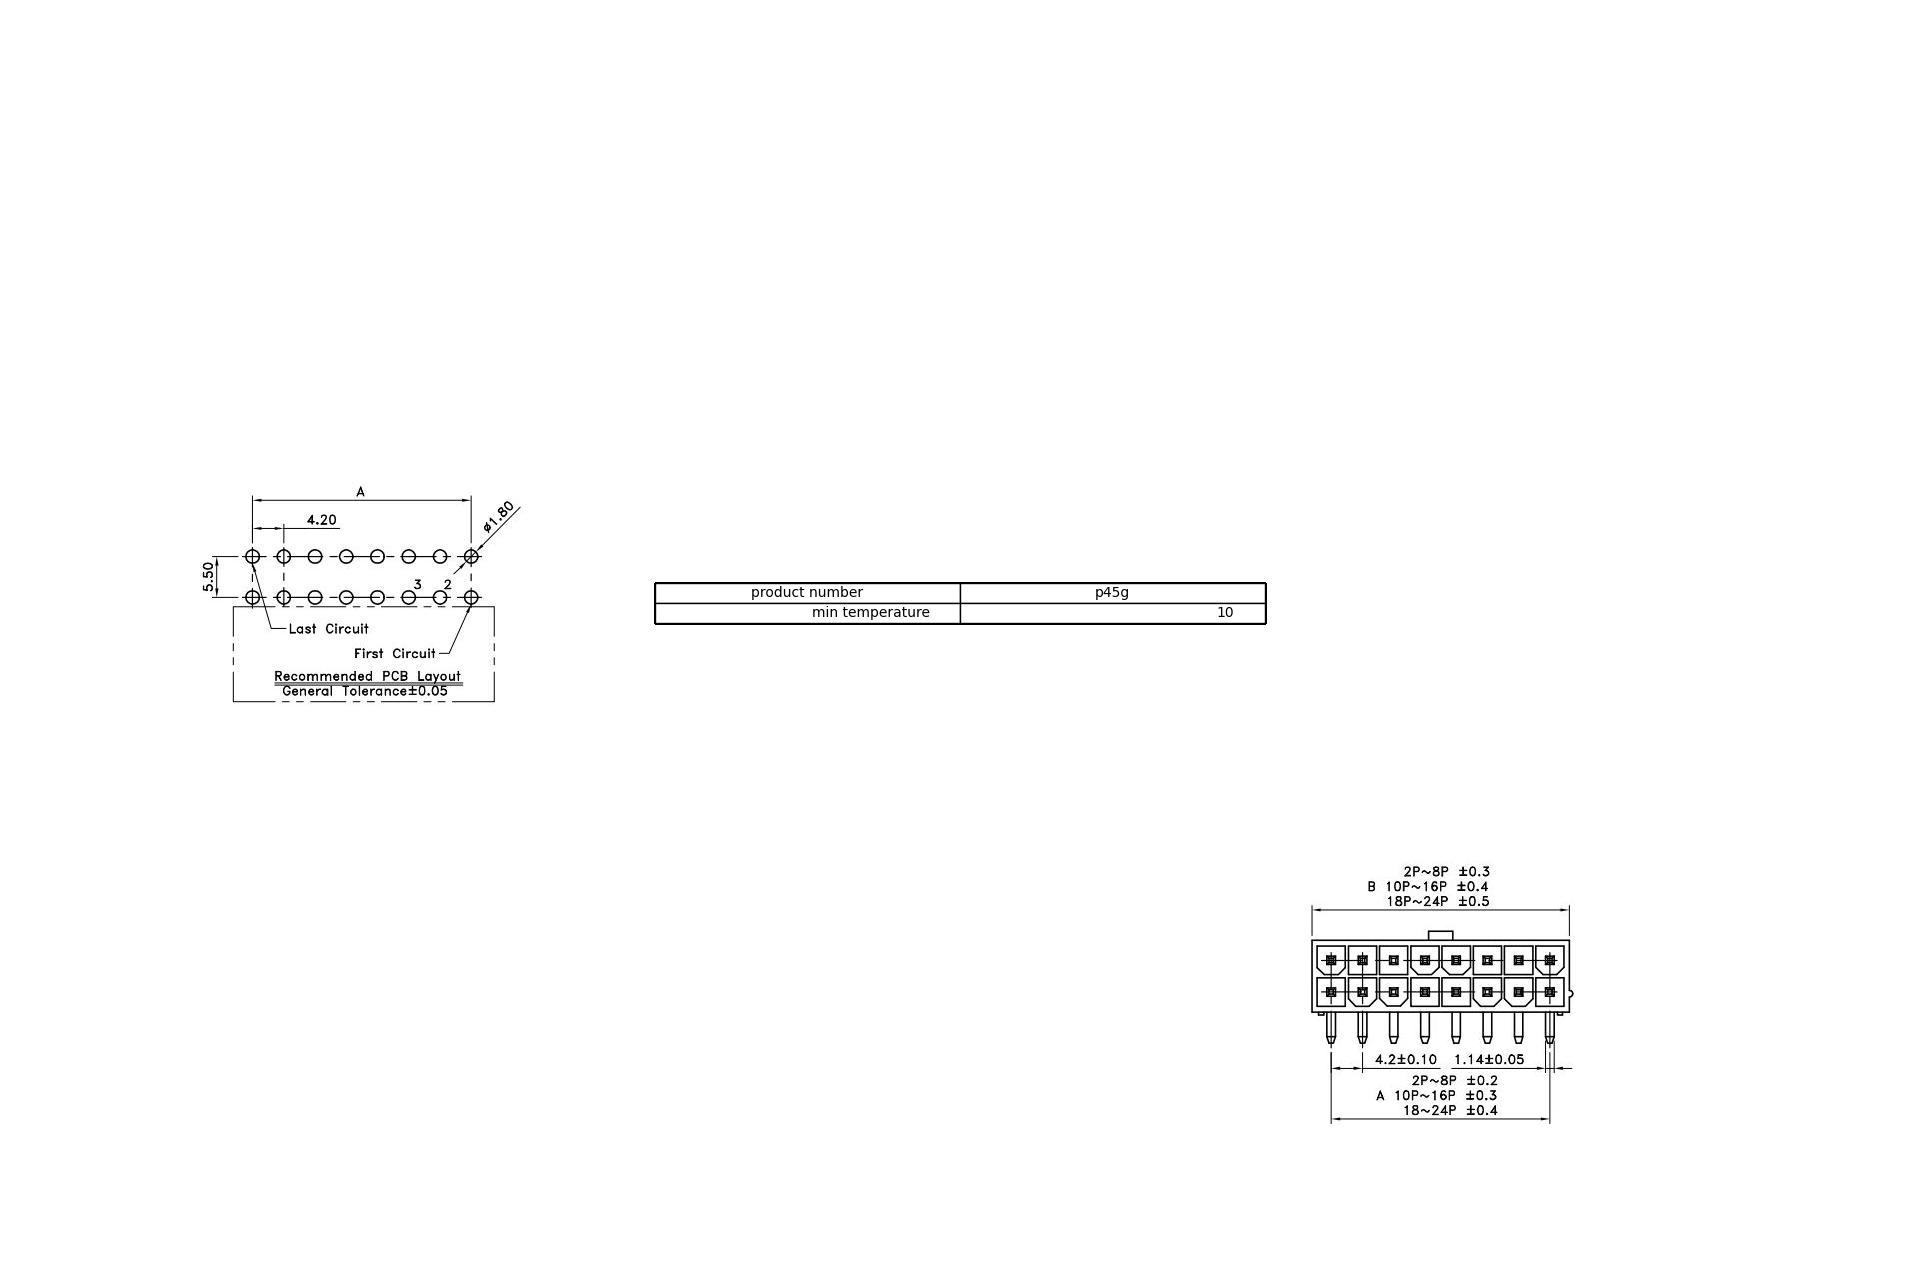 A
4.20
ø1.80
5.50
3 2
Last Circuit
First Circuit
Recommended PCB Layout
General Tolerance±0.05
product number p45g
min temperature 10
2P~8P ±0.3
B 10P~16P ±0.4
18P~24P ±0.5
4.2±0.10 1.14±0.05
2P~8P ±0.2
A 10P~16P ±0.3
18~24P ±0.4